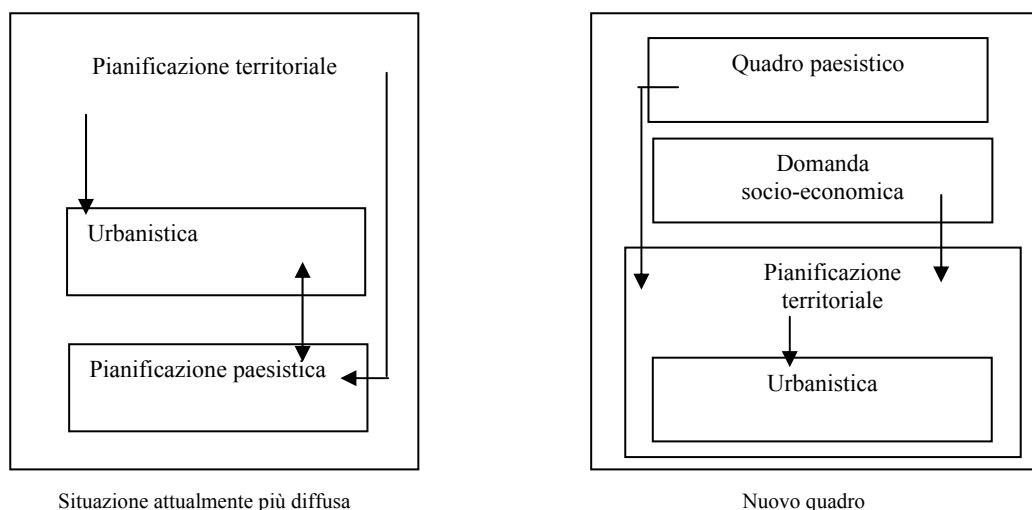 Pianificazione territoriale
Urbanistica
Pianificazione paesistica
Situazione attualmente più diffusa
Quadro paesistico
Domanda
socio-economica
Pianificazione
territoriale
Urbanistica
Nuovo quadro